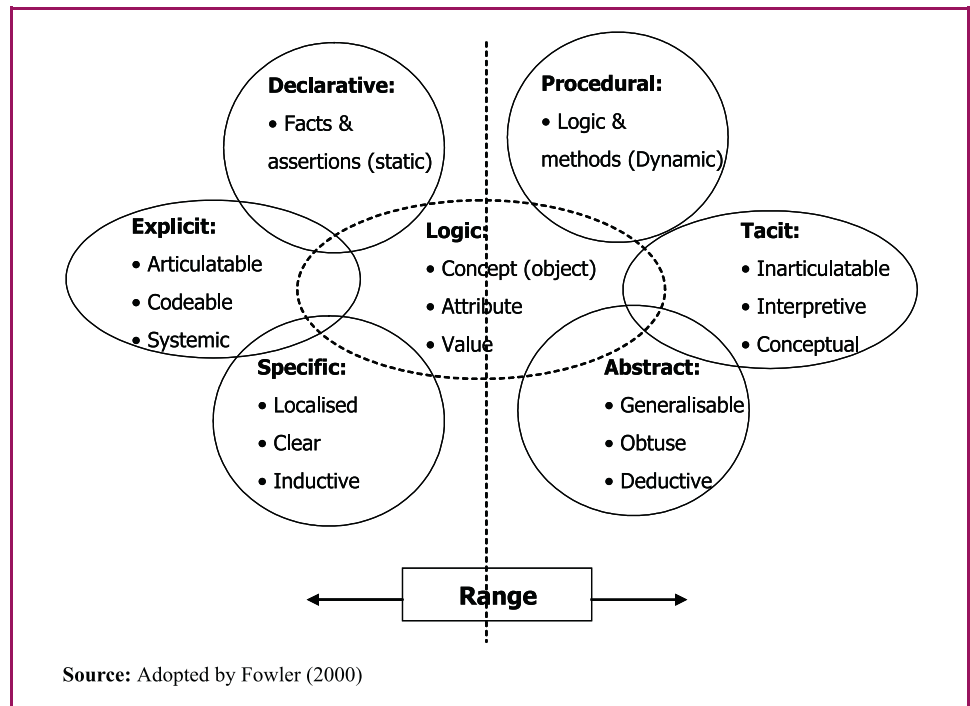 Declarative:
• Facts &
assertions (static)
Procedural:
• Logic &
methods (Dynamic)
Explicit:
• Articulatable
• Codeable
• Systemic
Logic:
• Concept (object)
• Attribute
• Value
Tacit:
• Inarticulatable
• Interpretive
• Conceptual
Specific:
• Localised
• Clear
• Inductive
Abstract:
• Generalisable
• Obtuse
• Deductive
Range
Source: Adopted by Fowler (2000)